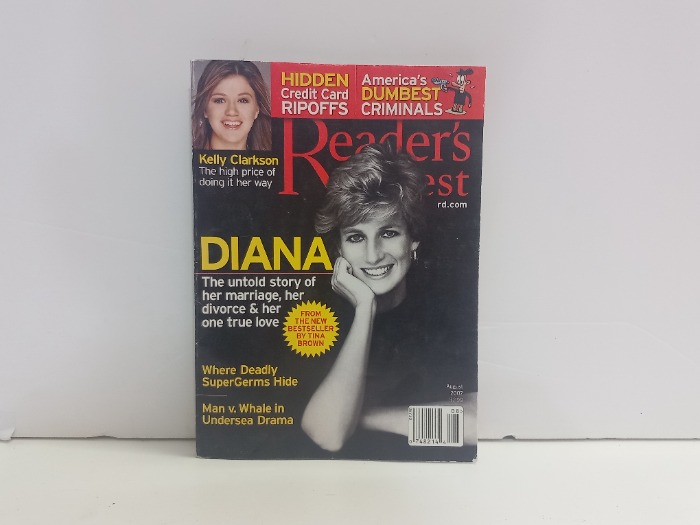 HIDDEN
Credit Card
RIPOFFS
America's
DUMBEST
CRIMINALS
Kelly Clarkson
The high price of
doing it her way
Reader's
est
rd.com
DIANA
The untold story of
her marriage, her
divorce & her
one true love
FROM
THE NEW
BESTSELLER
BY TINA
BROWN
Where Deadly
SuperGerms Hide
Man v. Whale in
Undersea Drama
August
2007